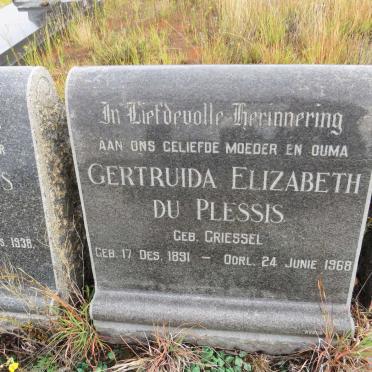 In Liefdevolle Herinnering
AAN ONS GELIEFDE MOEDER EN OUMA
GERTRUIDA ELIZABETH
DU PLESSIS
GEB. GRIESSEL
GEB. 17 DES. 1891 — OORL. 24 JUNIE 1968
S. 1938.